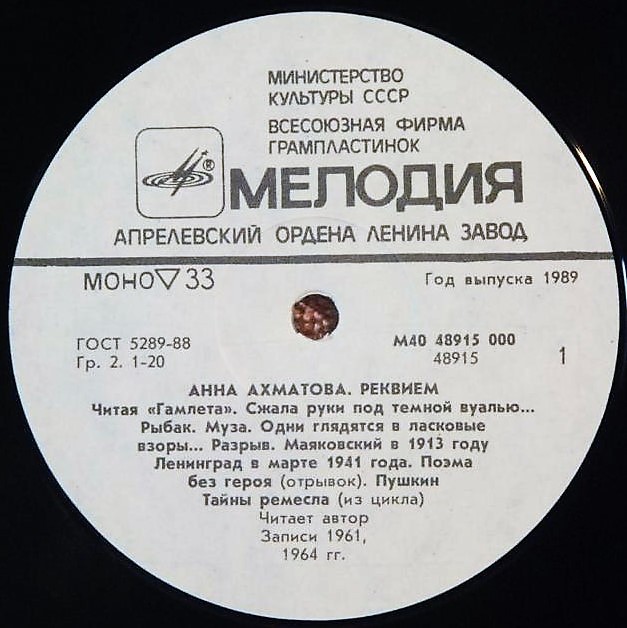 МИНИСТЕРСТВО
КУЛЬТУРЫ СССР
ВСЕСОЮЗНАЯ ФИРМА
ГРАМПЛАСТИНОК
®
МЕЛОДИЯ
АПРЕЛЕВСКИЙ ОРДЕНА ЛЕНИНА ЗАВОД
МОНО▽33
Год выпуска 1989
ГОСТ 5289-88
Гр. 2. 1-20
М40 48915 000
48915
1
АННА АХМАТОВА. РЕКВИЕМ
Читая «Гамлета». Сжала руки под темной вуалью...
Рыбак. Муза. Одни глядятся в ласковые
взоры... Разрыв. Маяковский в 1913 году
Ленинград в марте 1941 года. Поэма
без героя (отрывок). Пушкин
Тайны ремесла (из цикла)
Читает автор
Записи 1961,
1964 гг.